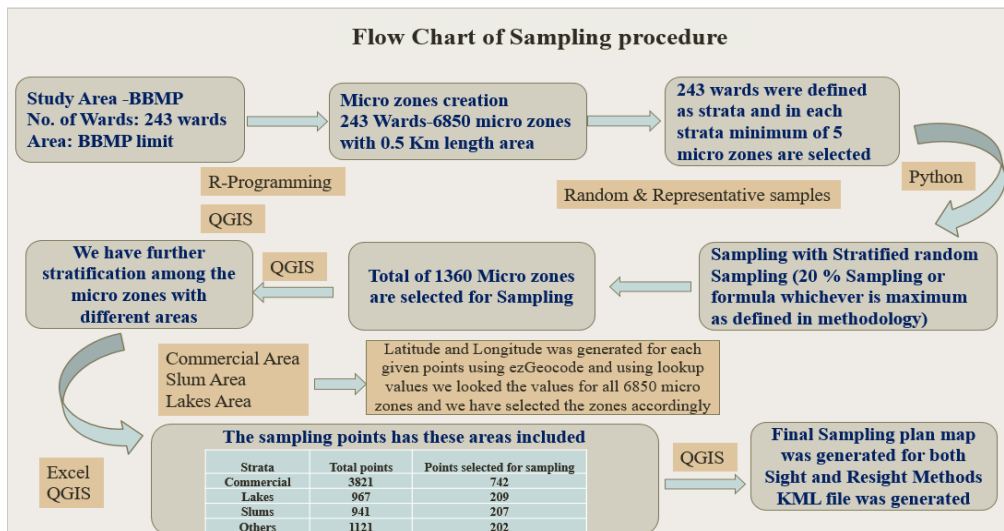 Flow Chart of Sampling procedure
Study Area -BBMP
No. of Wards: 243 wards
Area: BBMP limit
Micro zones creation
243 Wards-6850 micro zones
with 0.5 Km length area
243 wards were defined
as strata and in each
strata minimum of 5
micro zones are selected
R-Programming
QGIS
Random & Representative samples
Python
Sampling with Stratified random
Sampling (20 % Sampling or
formula whichever is maximum
as defined in methodology)
Total of 1360 Micro zones
are selected for Sampling
QGIS
We have further
stratification among the
micro zones with
different areas
Commercial Area
Slum Area
Lakes Area
Latitude and Longitude was generated for each
given points using ezGeocode and using lookup
values we looked the values for all 6850 micro
zones and we have selected the zones accordingly
Excel
QGIS
The sampling points has these areas included
Strata Total points Points selected for sampling
Commercial 3821 742
Lakes 967 209
Slums 941 207
Others 1121 202
QGIS
Final Sampling plan map
was generated for both
Sight and Resight Methods
KML file was generated